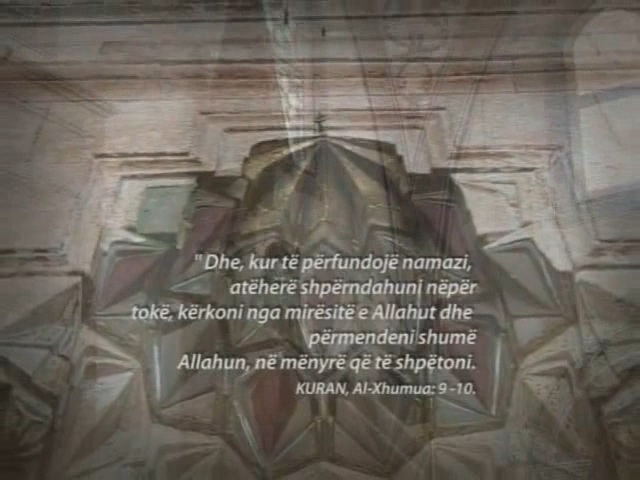 " Dhe, kur të përfundojë namazi,
atëherë shpërndahuni nëpër
tokë, kërkoni nga mirësitë e Allahut dhe
përmendeni shumë
Allahun, në mënyrë që të shpëtoni.
KURAN, Al-Xhumua: 9 -10.